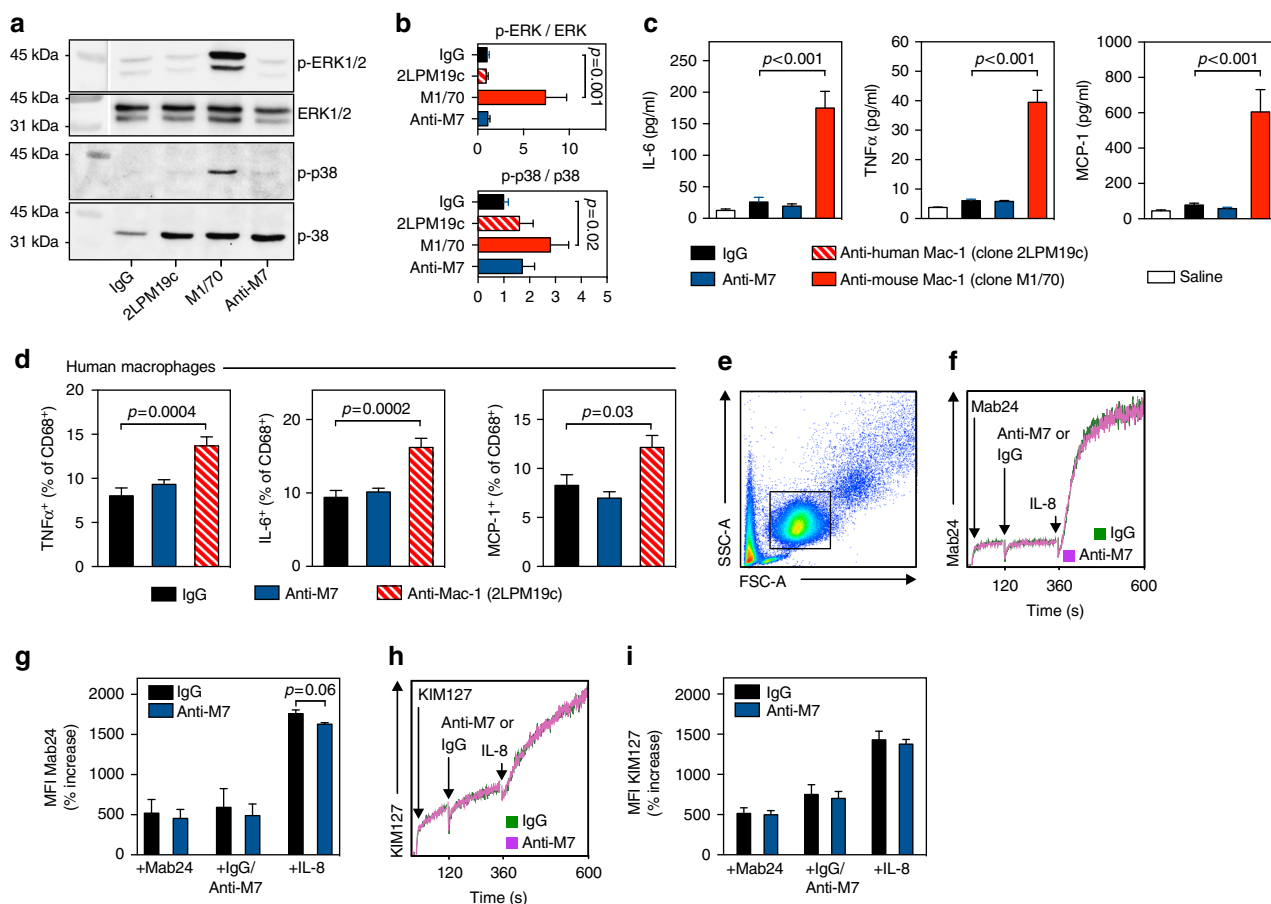 a
45 kDa
p-ERK1/2
45 kDa
31 kDa
ERK1/2
45 kDa
p-p38
45 kDa
31 kDa
p-38
IgG
2LPM19c
M1/70
Anti-M7
b
p-ERK / ERK
IgG
2LPM19c
M1/70
Anti-M7
p=0.001
0 5 10
p-p38 / p38
IgG
2LPM19c
M1/70
Anti-M7
p=0.02
0 1 2 3 4 5
c
IL-6 (pg/ml)
250
200
150
100
50
0
p<0.001
TNFα (pg/ml)
60
50
40
30
20
10
0
p<0.001
MCP-1 (pg/ml)
1000
800
600
400
200
0
p<0.001
IgG
Anti-human Mac-1 (clone 2LPM19c)
Anti-M7
Anti-mouse Mac-1 (clone M1/70)
Saline
d
Human macrophages
TNFα⁺ (% of CD68⁺)
20
15
10
5
0
p=0.0004
IL-6⁺ (% of CD68⁺)
30
20
10
0
p=0.0002
MCP-1⁺ (% of CD68⁺)
20
15
10
5
0
p=0.03
IgG
Anti-M7
Anti-Mac-1 (2LPM19c)
e
SSC-A
FSC-A
f
Mab24
Mab24
Anti-M7 or
IgG
IL-8
IgG
Anti-M7
120 360 600
Time (s)
g
MFI Mab24
(% increase)
2000
1500
1000
500
0
IgG
Anti-M7
p=0.06
+Mab24
+IgG/
Anti-M7
+IL-8
h
KIM127
KIM127
Anti-M7 or
IgG
IL-8
IgG
Anti-M7
120 360 600
Time (s)
i
MFI KIM127
(% increase)
2000
1500
1000
500
0
IgG
Anti-M7
+Mab24
+IgG/
Anti-M7
+IL-8